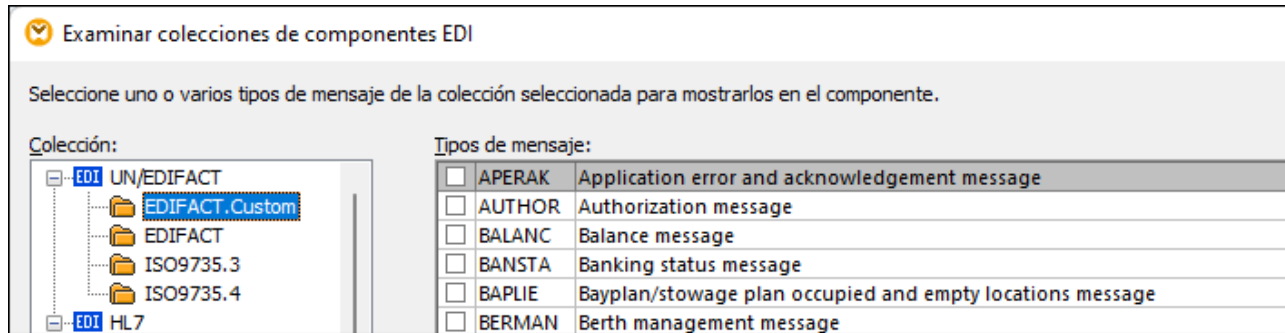 Examinar colecciones de componentes EDI
Seleccione uno o varios tipos de mensaje de la colección seleccionada para mostrarlos en el componente.
Colección:
EDI UN/EDIFACT
EDIFACT.Custom
EDIFACT
ISO9735.3
ISO9735.4
EDI HL7
Tipos de mensaje:
APERAK Application error and acknowledgement message
AUTHOR Authorization message
BALANC Balance message
BANSTA Banking status message
BAPLIE Bayplan/stowage plan occupied and empty locations message
BERMAN Berth management message